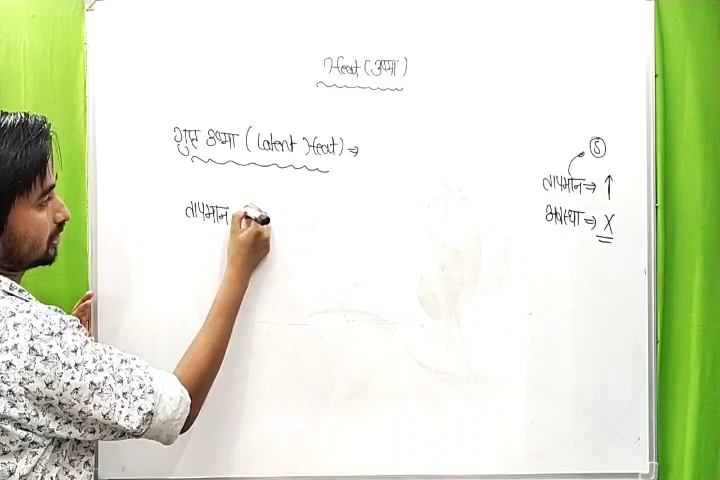 Heat (ऊष्मा)
गुप्त ऊष्मा (Latent Heat) ⇒
तापमान
S
तापमान ⇒ ↑
अवस्था ⇒ X